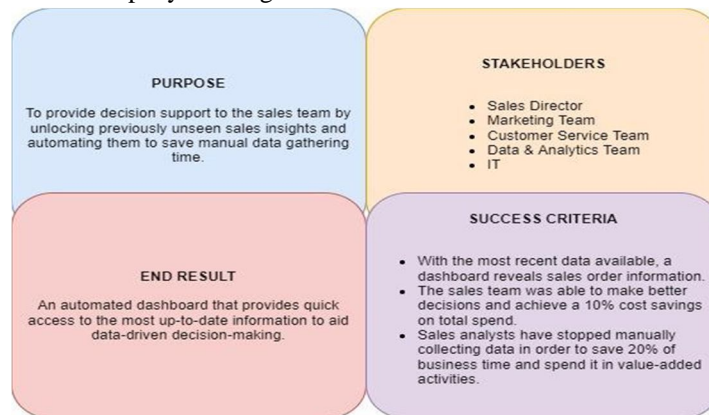 PURPOSE
To provide decision support to the sales team by
unlocking previously unseen sales insights and
automating them to save manual data gathering
time.
STAKEHOLDERS
• Sales Director
• Marketing Team
• Customer Service Team
• Data & Analytics Team
• IT
END RESULT
An automated dashboard that provides quick
access to the most up-to-date information to aid
data-driven decision-making.
SUCCESS CRITERIA
• With the most recent data available, a
dashboard reveals sales order information.
• The sales team was able to make better
decisions and achieve a 10% cost savings
on total spend.
• Sales analysts have stopped manually
collecting data in order to save 20% of
business time and spend it in value-added
activities.